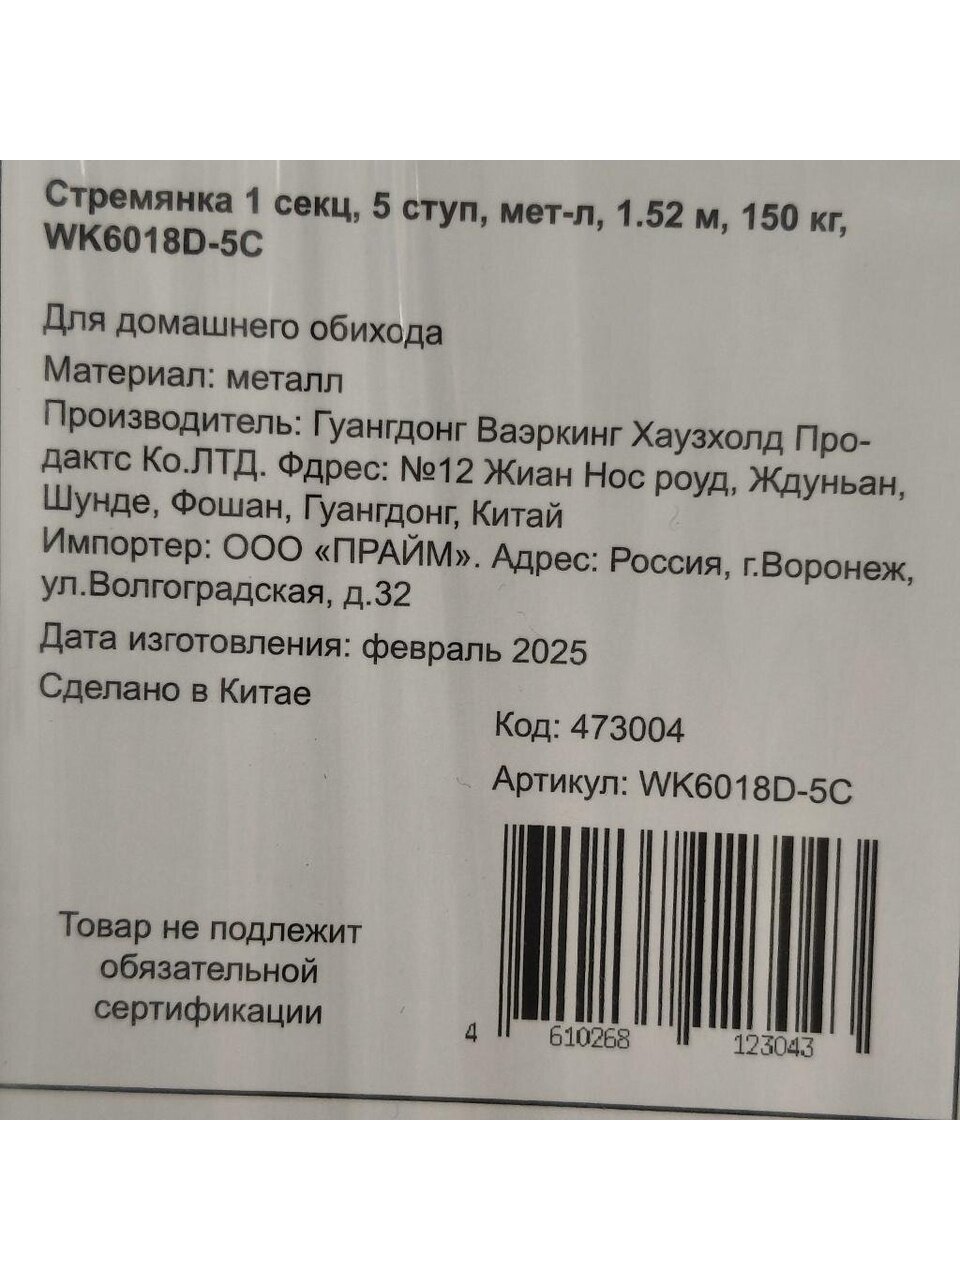 Стремянка 1 секц, 5 ступ, мет-л, 1.52 м, 150 кг,
WK6018D-5C
Для домашнего обихода
Материал: металл
Производитель: Гуангдонг Ваэркинг Хаузхолд Про-
дактс Ко.ЛТД. Фдрес: №12 Жиан Нос роуд, Ждуньан,
Шунде, Фошан, Гуангдонг, Китай
Импортер: ООО «ПРАЙМ». Адрес: Россия, г.Воронеж,
ул.Волгоградская, д.32
Дата изготовления: февраль 2025
Сделано в Китае
Код: 473004
Артикул: WK6018D-5C
Товар не подлежит
обязательной
сертификации
4 610268 123043